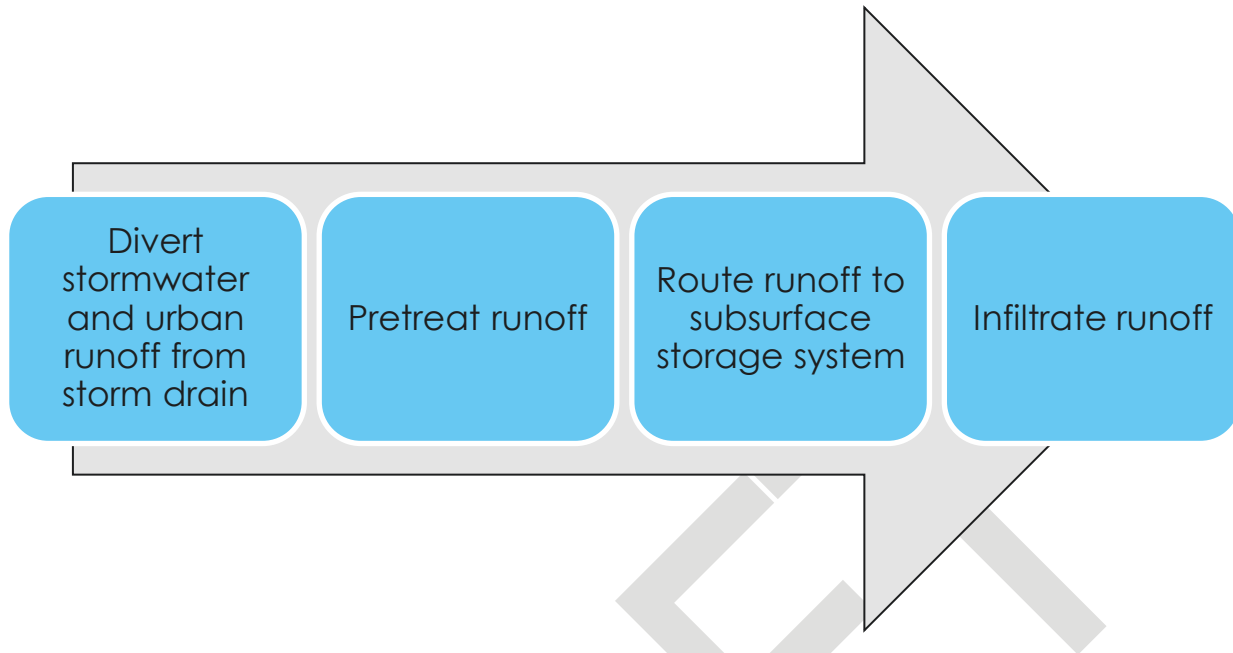 Divert
stormwater
and urban
runoff from
storm drain
Pretreat runoff
Route runoff to
subsurface
storage system
Infiltrate runoff